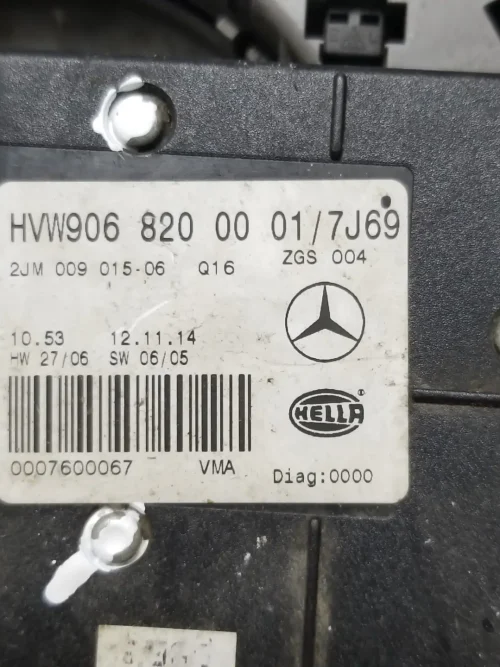 HVW906 820 00 01/7J69
2JM 009 015-06 Q16 ZGS 004
10.53 12.11.14
HW 27/06 SW 06/05
HELLA ®
0007600067 VMA Diag:0000